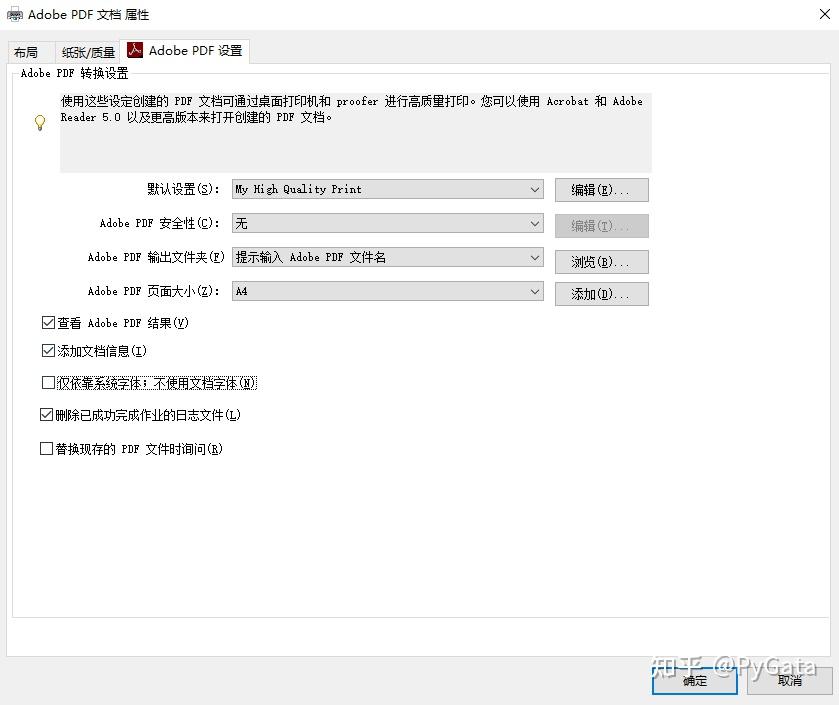 Adobe PDF 文档 属性
布局 纸张/质量 Adobe PDF 设置
Adobe PDF 转换设置
使用这些设定创建的 PDF 文档可通过桌面打印机和 proofer 进行高质量打印。您可以使用 Acrobat 和 Adobe
Reader 5.0 以及更高版本来打开创建的 PDF 文档。
默认设置(S): My High Quality Print 编辑(E)...
Adobe PDF 安全性(C): 无 编辑(T)...
Adobe PDF 输出文件夹(F) 提示输入 Adobe PDF 文件名 浏览(B)...
Adobe PDF 页面大小(Z): A4 添加(D)...
查看 Adobe PDF 结果(V)
添加文档信息(I)
仅依靠系统字体; 不使用文档字体(N)
删除已成功完成作业的日志文件(L)
替换现存的 PDF 文件时询问(R)
知乎 @PyGata
确定 取消